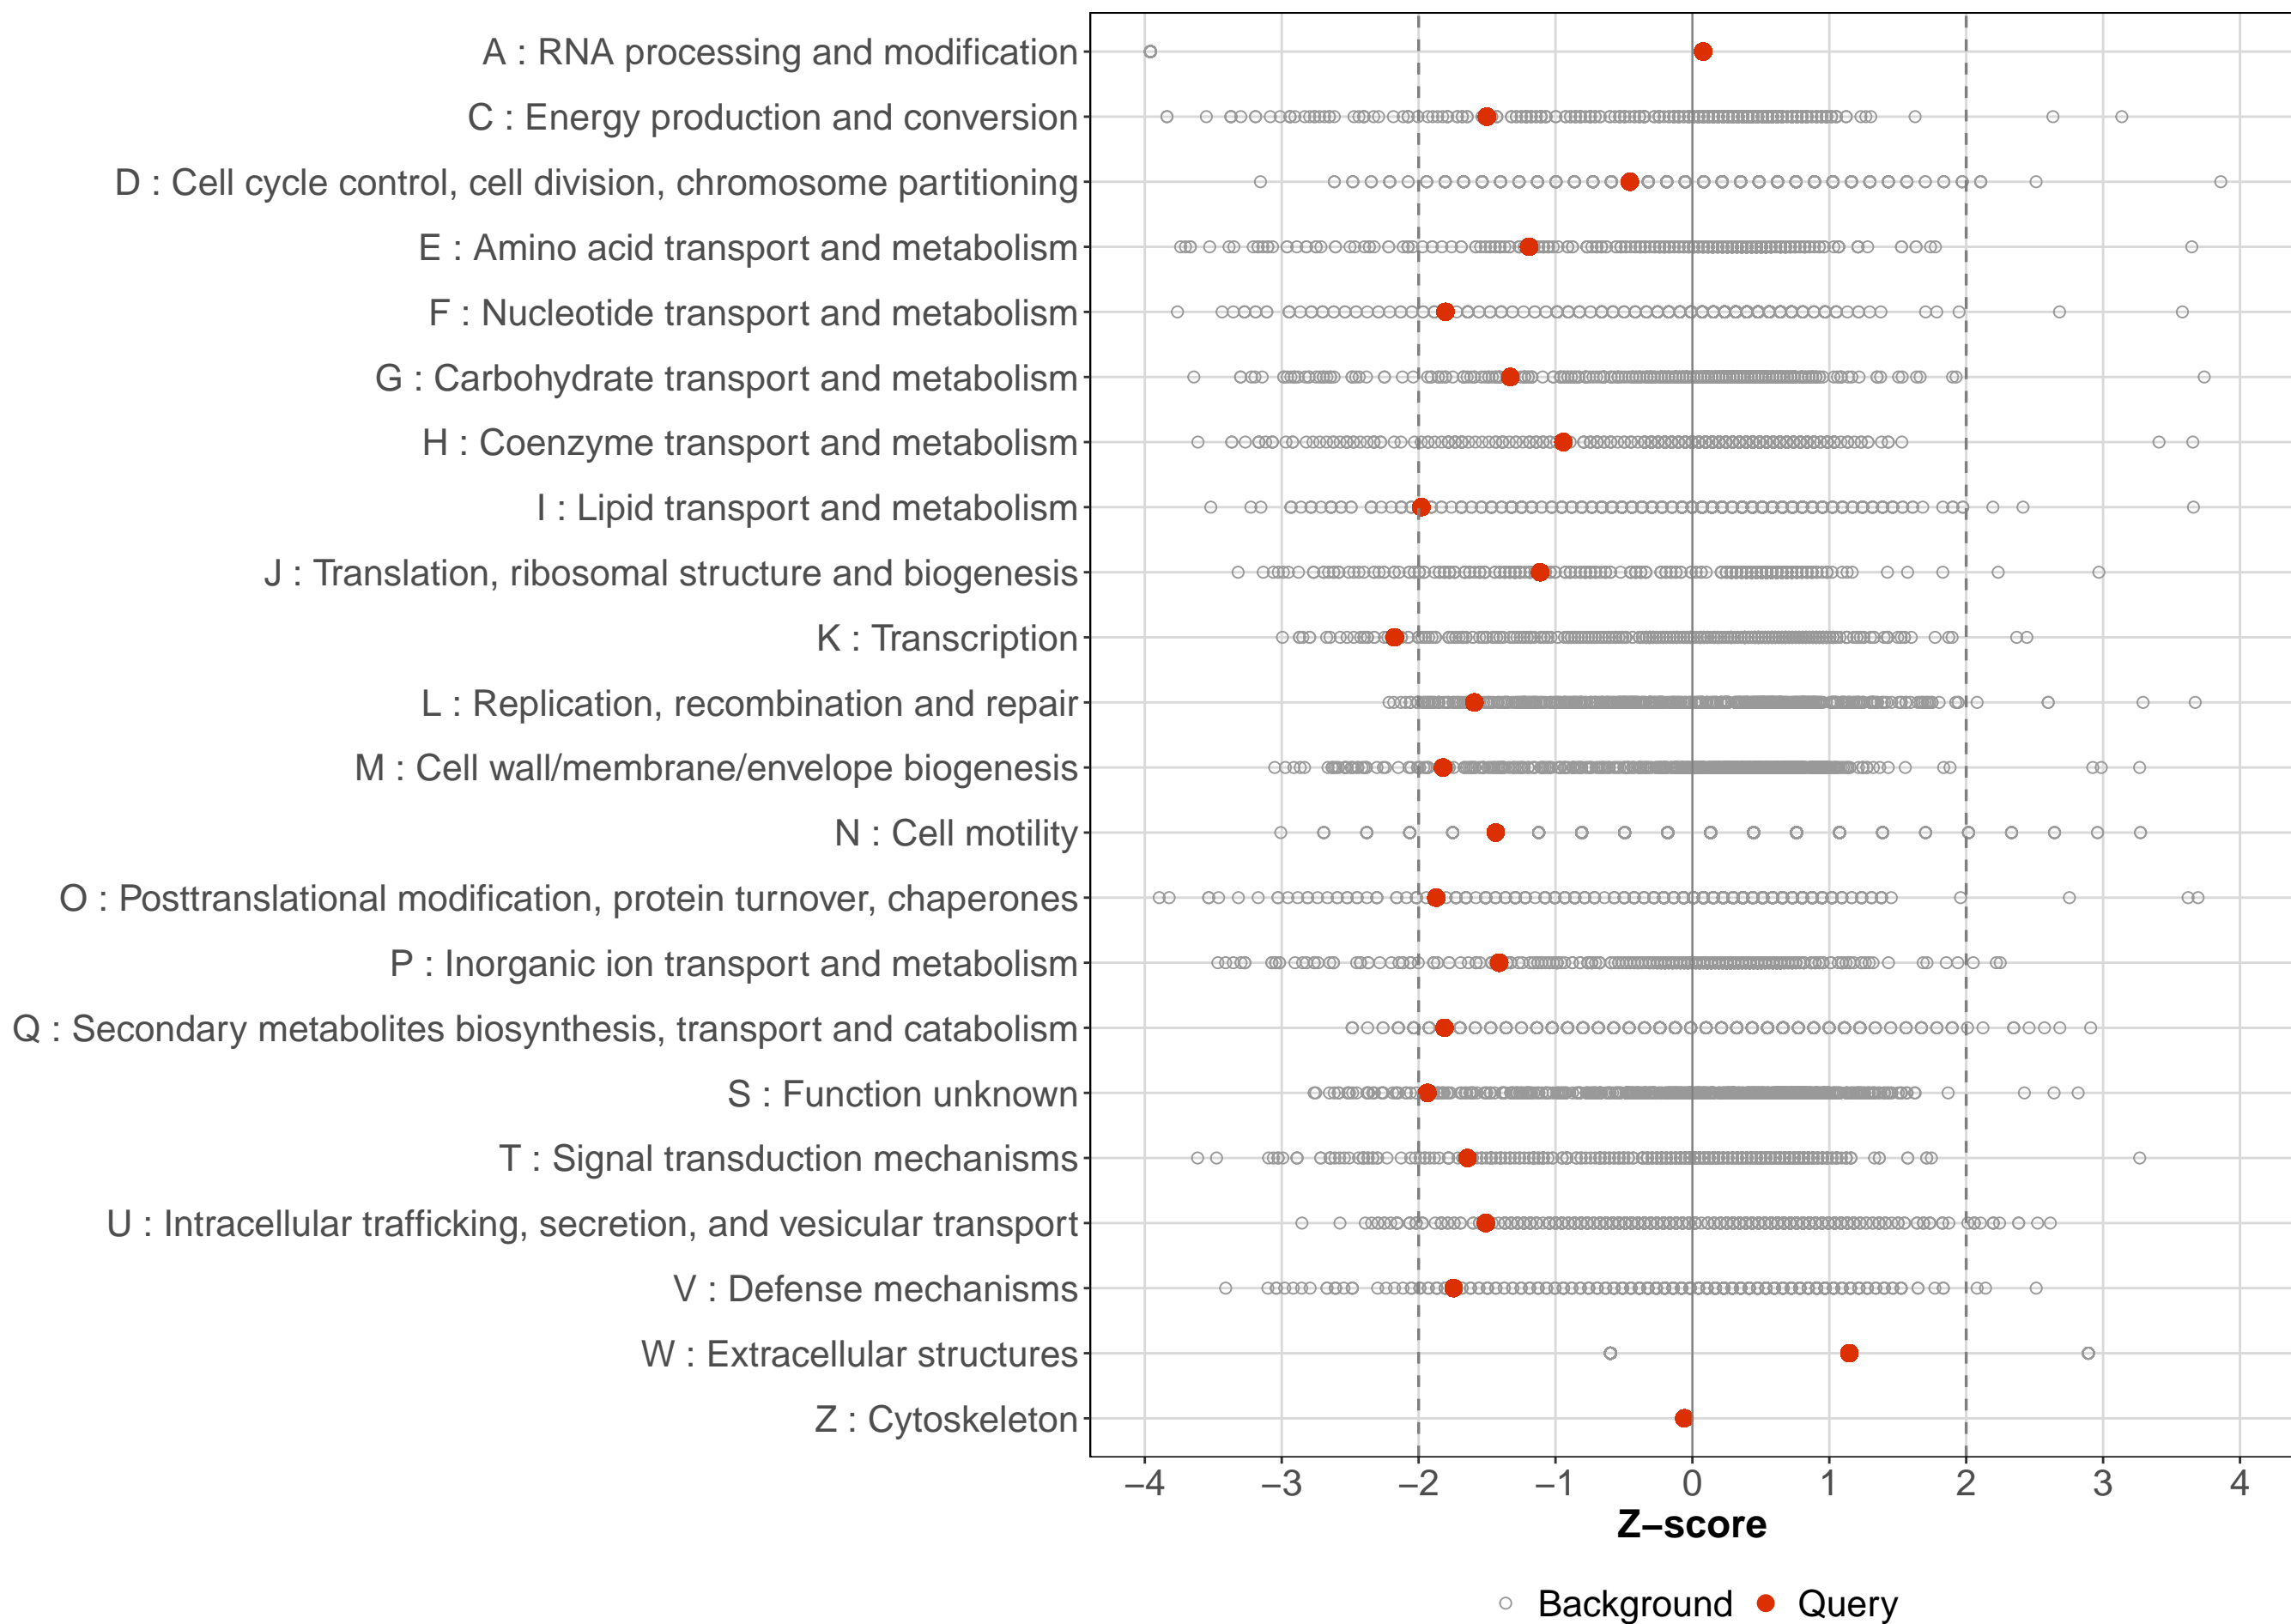 A : RNA processing and modification
C : Energy production and conversion
D : Cell cycle control, cell division, chromosome partitioning
E : Amino acid transport and metabolism
F : Nucleotide transport and metabolism
G : Carbohydrate transport and metabolism
H : Coenzyme transport and metabolism
I : Lipid transport and metabolism
J : Translation, ribosomal structure and biogenesis
K : Transcription
L : Replication, recombination and repair
M : Cell wall/membrane/envelope biogenesis
N : Cell motility
O : Posttranslational modification, protein turnover, chaperones
P : Inorganic ion transport and metabolism
Q : Secondary metabolites biosynthesis, transport and catabolism
S : Function unknown
T : Signal transduction mechanisms
U : Intracellular trafficking, secretion, and vesicular transport
V : Defense mechanisms
W : Extracellular structures
Z : Cytoskeleton
−4 −3 −2 −1 0 1 2 3 4
Z−score
Background Query